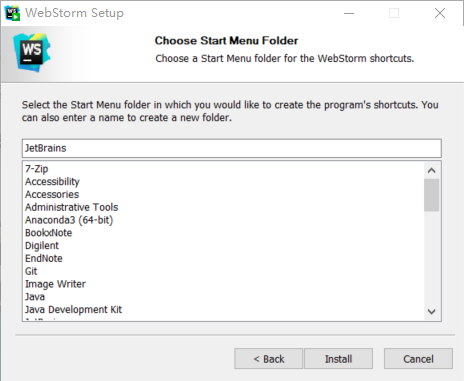 WebStorm Setup
WS
Choose Start Menu Folder
Choose a Start Menu folder for the WebStorm shortcuts.
Select the Start Menu folder in which you would like to create the program's shortcuts. You
can also enter a name to create a new folder.
JetBrains
7-Zip
Accessibility
Accessories
Administrative Tools
Anaconda3 (64-bit)
BookxNote
Digilent
EndNote
Git
Image Writer
Java
Java Development Kit
< Back
Install
Cancel